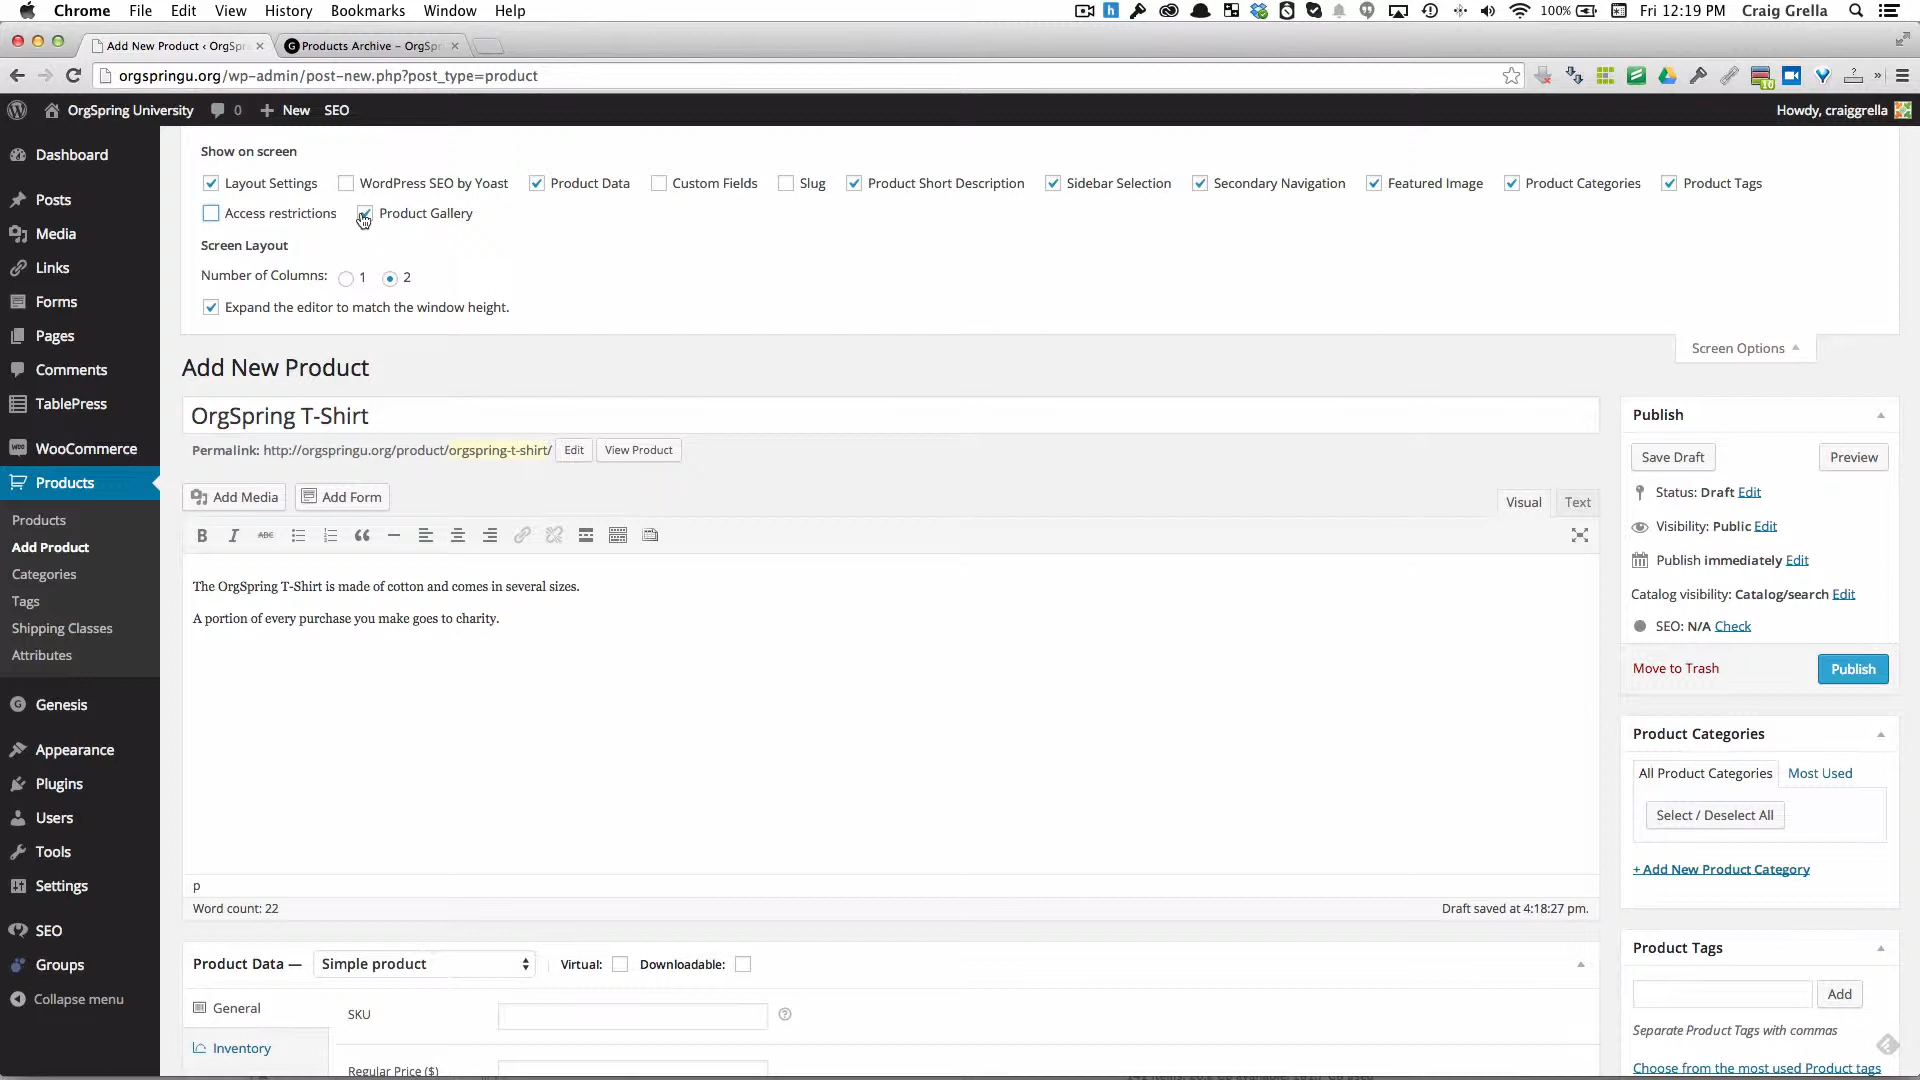 Chrome File Edit View History Bookmarks Window Help 100% Fri 12:19 PM Craig Grella
Add New Product ‹ OrgSpr Products Archive – OrgSp
orgspringu.org/wp-admin/post-new.php?post_type=product
OrgSpring University 0 New SEO Howdy, craiggrella
Dashboard
Posts
Media
Links
Forms
Pages
Comments
TablePress
WooCommerce
Products
Products
Add Product
Categories
Tags
Shipping Classes
Attributes
Genesis
Appearance
Plugins
Users
Tools
Settings
SEO
Groups
Collapse menu
Show on screen
Layout Settings WordPress SEO by Yoast Product Data Custom Fields Slug Product Short Description Sidebar Selection Secondary Navigation Featured Image Product Categories Product Tags
Access restrictions Product Gallery
Screen Layout
Number of Columns: 1 2
Expand the editor to match the window height.
Screen Options
Add New Product
OrgSpring T-Shirt
Permalink: http://orgspringu.org/product/orgspring-t-shirt/ Edit View Product
Add Media Add Form Visual Text
B I ABC
The OrgSpring T-Shirt is made of cotton and comes in several sizes.
A portion of every purchase you make goes to charity.
p
Word count: 22 Draft saved at 4:18:27 pm.
Product Data — Simple product Virtual: Downloadable:
General
Inventory
SKU
Regular Price ($)
Publish
Save Draft Preview
Status: Draft Edit
Visibility: Public Edit
Publish immediately Edit
Catalog visibility: Catalog/search Edit
SEO: N/A Check
Move to Trash Publish
Product Categories
All Product Categories Most Used
Select / Deselect All
+ Add New Product Category
Product Tags
Add
Separate Product Tags with commas
Choose from the most used Product tags